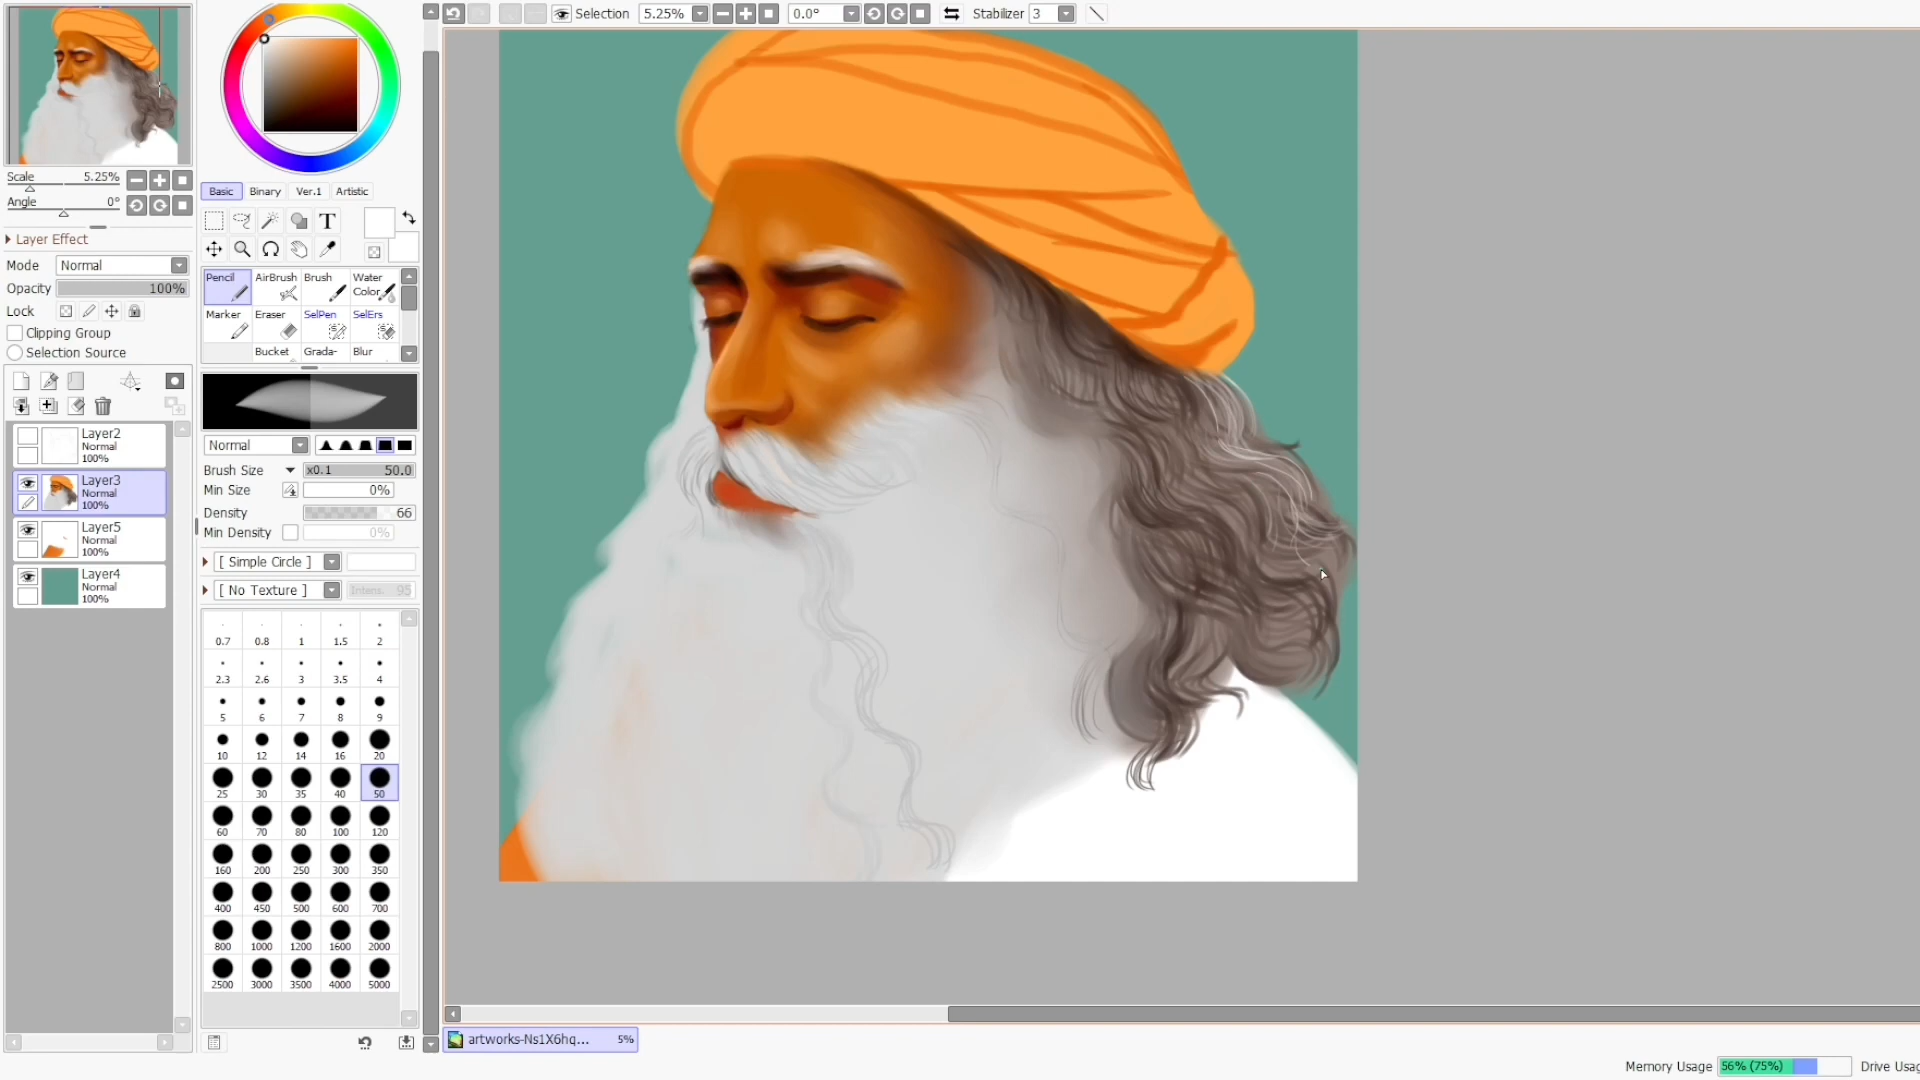 Selection 5.25% 0.0° Stabilizer 3
Scale 5.25%
Angle 0°
Layer Effect
Mode Normal
Opacity 100%
Lock
Clipping Group
Selection Source
Layer2
Normal
100%
Layer3
Normal
100%
Layer5
Normal
100%
Layer4
Normal
100%
Basic Binary Ver.1 Artistic
T
Pencil AirBrush Brush Water
Color
Marker Eraser SelPen SelErs
Bucket Grada- Blur
Normal
Brush Size x0.1 50.0
Min Size 0%
Density 66
Min Density 0%
[ Simple Circle ]
[ No Texture ] Intens. 95
0.7 0.8 1 1.5 2
2.3 2.6 3 3.5 4
5 6 7 8 9
10 12 14 16 20
25 30 35 40 50
60 70 80 100 120
160 200 250 300 350
400 450 500 600 700
800 1000 1200 1600 2000
2500 3000 3500 4000 5000
artworks-Ns1X6hq... 5%
Memory Usage 56% (75%) Drive Usag